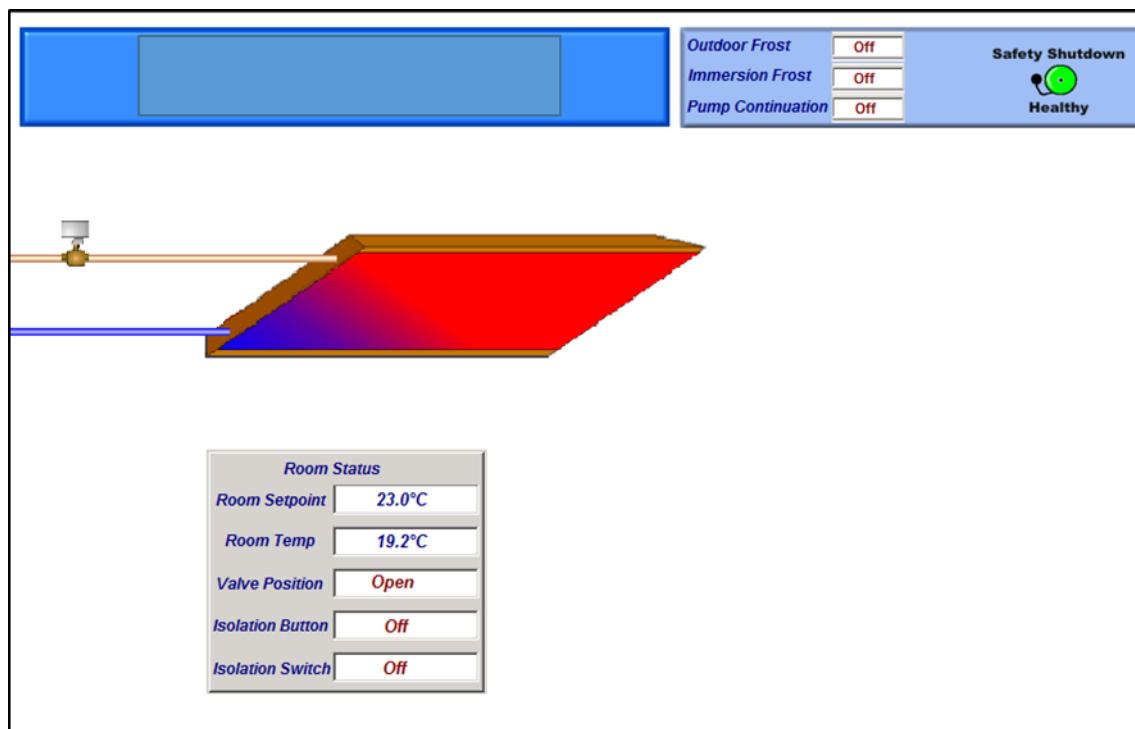 Outdoor Frost Off
Immersion Frost Off
Pump Continuation Off
Safety Shutdown
Healthy
Room Status
Room Setpoint 23.0°C
Room Temp 19.2°C
Valve Position Open
Isolation Button Off
Isolation Switch Off